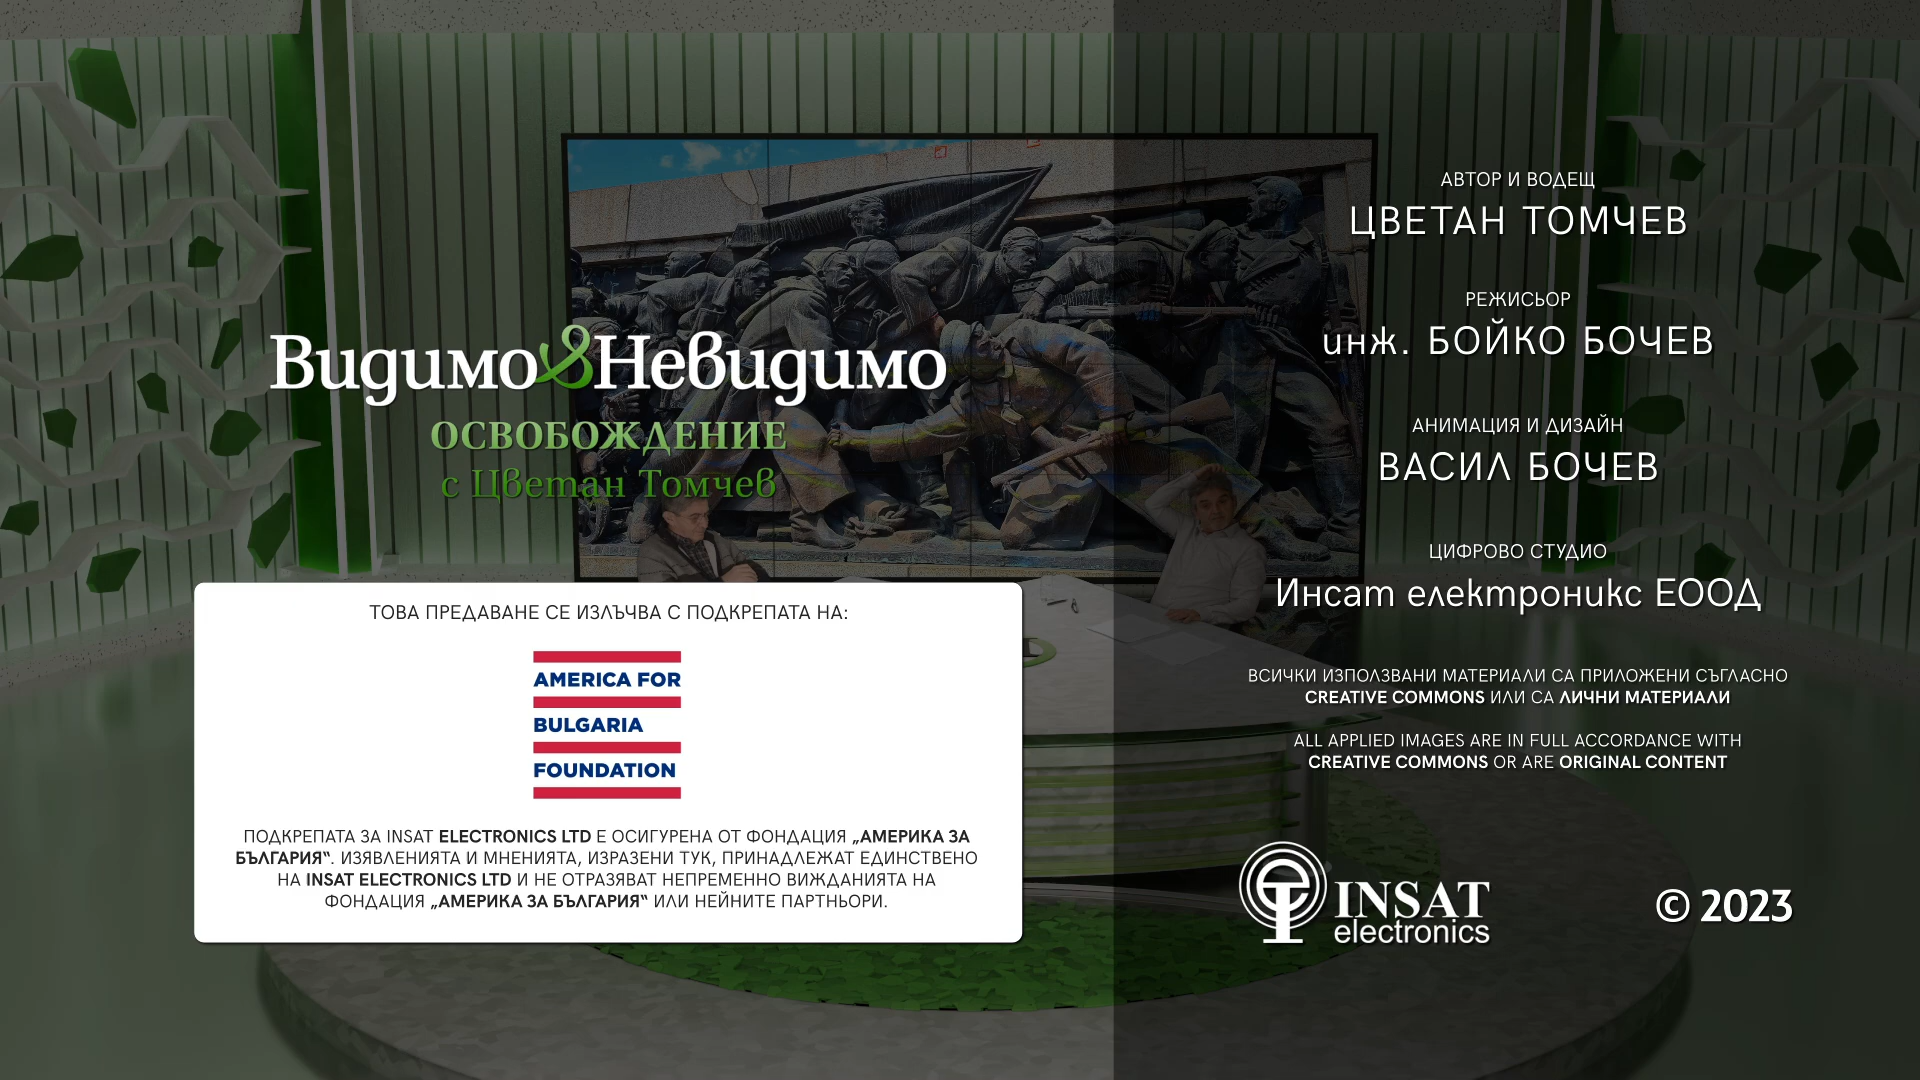 Видимо&Невидимо
ОСВОБОЖДЕНИЕ
с Цветан Томчев
ТОВА ПРЕДАВАНЕ СЕ ИЗЛЪЧВА С ПОДКРЕПАТА НА:
AMERICA FOR
BULGARIA
FOUNDATION
ПОДКРЕПАТА ЗА INSAT ELECTRONICS LTD Е ОСИГУРЕНА ОТ ФОНДАЦИЯ „АМЕРИКА ЗА
БЪЛГАРИЯ“. ИЗЯВЛЕНИЯТА И МНЕНИЯТА, ИЗРАЗЕНИ ТУК, ПРИНАДЛЕЖАТ ЕДИНСТВЕНО
НА INSAT ELECTRONICS LTD И НЕ ОТРАЗЯВАТ НЕПРЕМЕННО ВИЖДАНИЯТА НА
ФОНДАЦИЯ „АМЕРИКА ЗА БЪЛГАРИЯ“ ИЛИ НЕЙНИТЕ ПАРТНЬОРИ.
АВТОР И ВОДЕЩ
ЦВЕТАН ТОМЧЕВ
РЕЖИСЬОР
инж. БОЙКО БОЧЕВ
АНИМАЦИЯ И ДИЗАЙН
ВАСИЛ БОЧЕВ
ЦИФРОВО СТУДИО
Инсат електроникс ЕООД
ВСИЧКИ ИЗПОЛЗВАНИ МАТЕРИАЛИ СА ПРИЛОЖЕНИ СЪГЛАСНО
CREATIVE COMMONS ИЛИ СА ЛИЧНИ МАТЕРИАЛИ
ALL APPLIED IMAGES ARE IN FULL ACCORDANCE WITH
CREATIVE COMMONS OR ARE ORIGINAL CONTENT
INSAT
electronics
© 2023